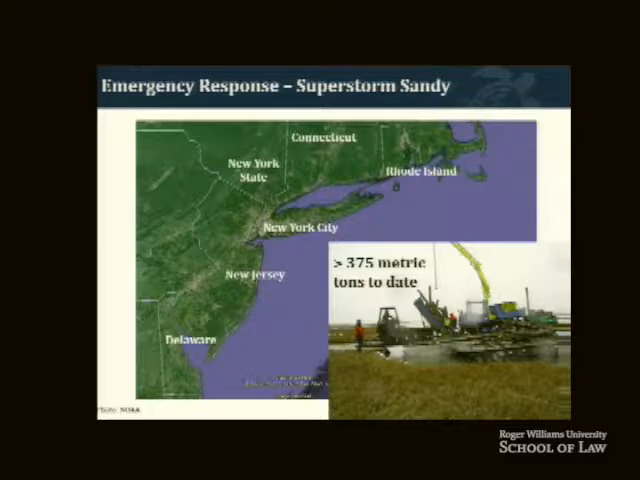 Emergency Response – Superstorm Sandy
Connecticut
New York
State
Rhode Island
New York City
New Jersey
Delaware
> 375 metric
tons to date
Photo: NOAA
Roger Williams University
SCHOOL OF LAW